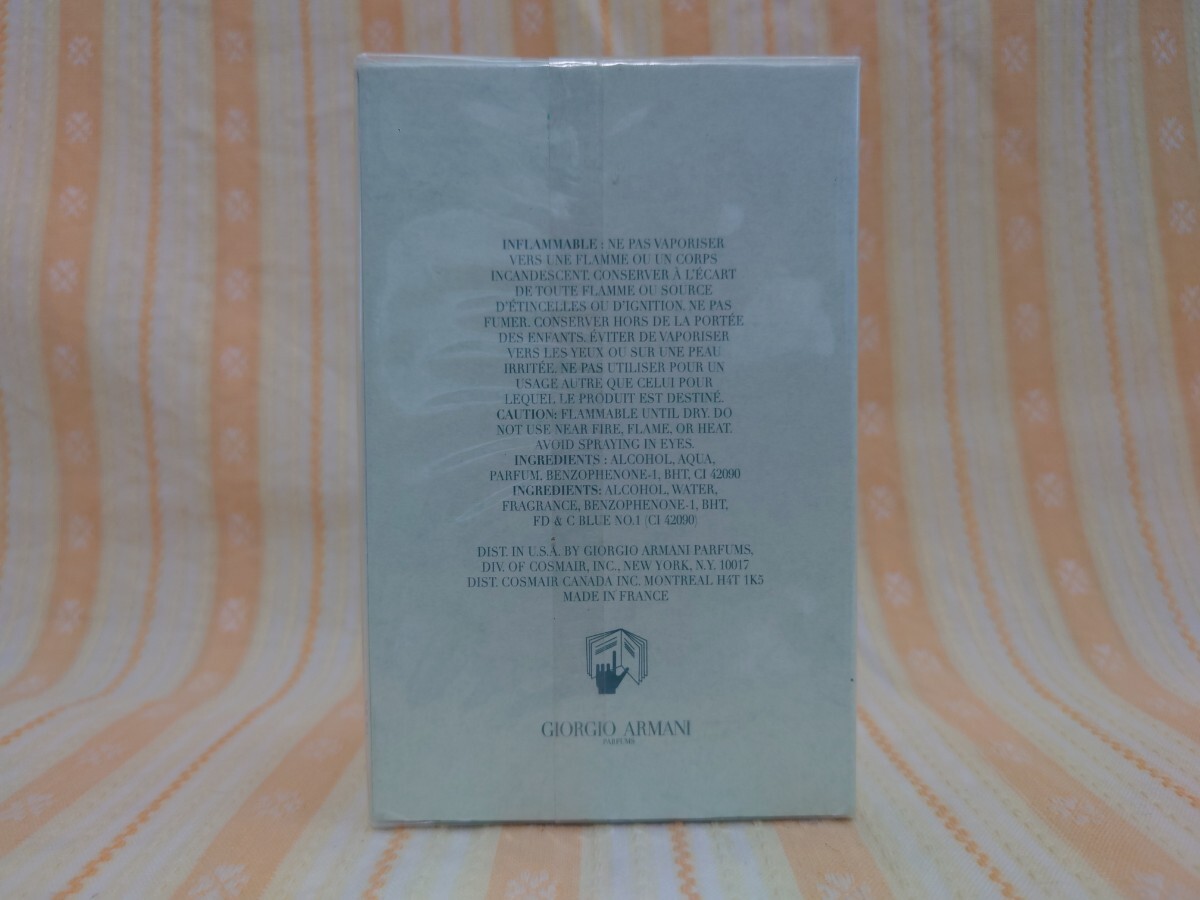 INFLAMMABLE : NE PAS VAPORISER
VERS UNE FLAMME OU UN CORPS
INCANDESCENT. CONSERVER À L'ÉCART
DE TOUTE FLAMME OU SOURCE
D'ÉTINCELLES OU D'IGNITION. NE PAS
FUMER. CONSERVER HORS DE LA PORTÉE
DES ENFANTS. ÉVITER DE VAPORISER
VERS LES YEUX OU SUR UNE PEAU
IRRITÉE. NE PAS UTILISER POUR UN
USAGE AUTRE QUE CELUI POUR
LEQUEL LE PRODUIT EST DESTINÉ.
CAUTION: FLAMMABLE UNTIL DRY. DO
NOT USE NEAR FIRE, FLAME, OR HEAT.
AVOID SPRAYING IN EYES.
INGREDIENTS : ALCOHOL, AQUA,
PARFUM, BENZOPHENONE-1, BHT, CI 42090
INGREDIENTS: ALCOHOL, WATER,
FRAGRANCE, BENZOPHENONE-1, BHT,
FD & C BLUE NO.1 (CI 42090)
DIST. IN U.S.A. BY GIORGIO ARMANI PARFUMS,
DIV. OF COSMAIR, INC., NEW YORK, N.Y. 10017
DIST. COSMAIR CANADA INC. MONTREAL H4T 1K5
MADE IN FRANCE
GIORGIO ARMANI
PARFUMS